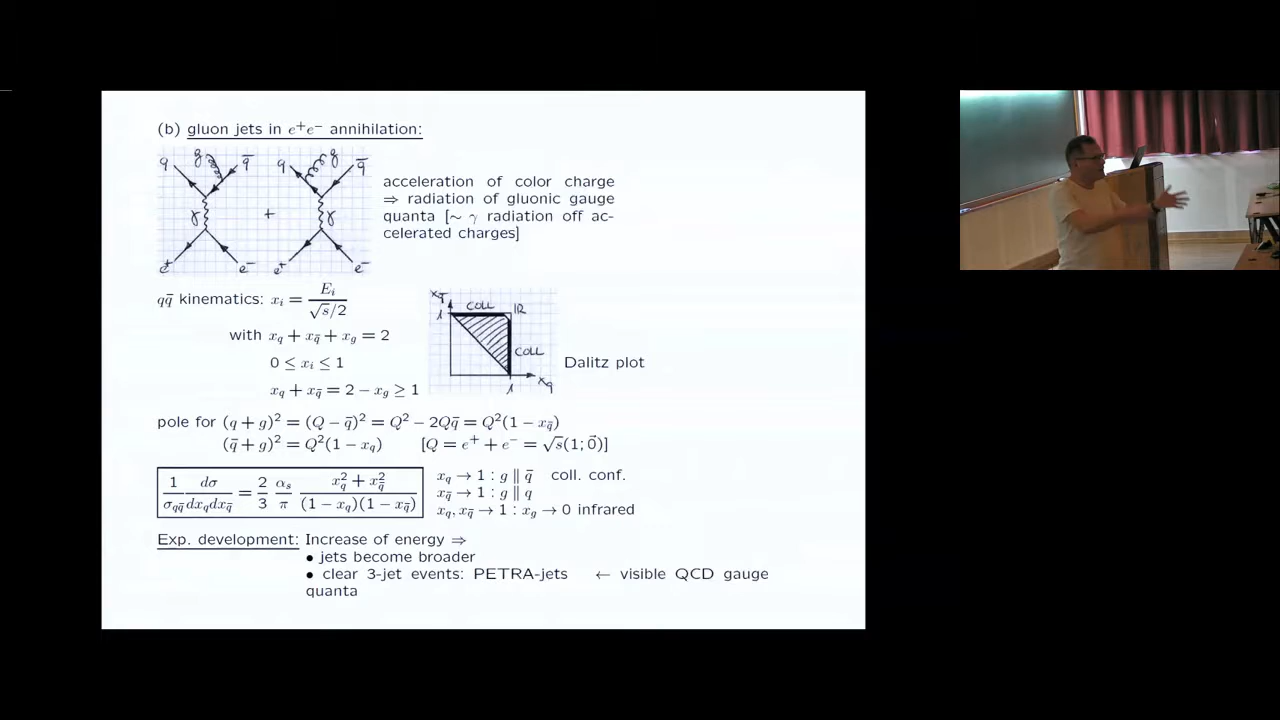 (b) gluon jets in e⁺e⁻ annihilation:
q g q̄ q g q̄
γ + γ
e⁺ e⁻ e⁺ e⁻
acceleration of color charge
⇒ radiation of gluonic gauge
quanta [∼ γ radiation off ac-
celerated charges]
qq̄ kinematics: xᵢ = Eᵢ / (√s/2)
with x_q + x_q̄ + x_g = 2
0 ≤ xᵢ ≤ 1
x_q + x_q̄ = 2 − x_g ≥ 1
x_q̄ COLL IR
1
COLL
1 x_q
Dalitz plot
pole for (q + g)² = (Q − q̄)² = Q² − 2Qq̄ = Q²(1 − x_q̄)
(q̄ + g)² = Q²(1 − x_q) [Q = e⁺ + e⁻ = √s(1; 0⃗)]
1/σ_qq̄ dσ/dx_q dx_q̄ = 2/3 α_s/π (x_q² + x_q̄²)/((1 − x_q)(1 − x_q̄))
x_q → 1 : g ∥ q̄ coll. conf.
x_q̄ → 1 : g ∥ q
x_q, x_q̄ → 1 : x_g → 0 infrared
Exp. development: Increase of energy ⇒
• jets become broader
• clear 3-jet events: PETRA-jets ← visible QCD gauge
quanta